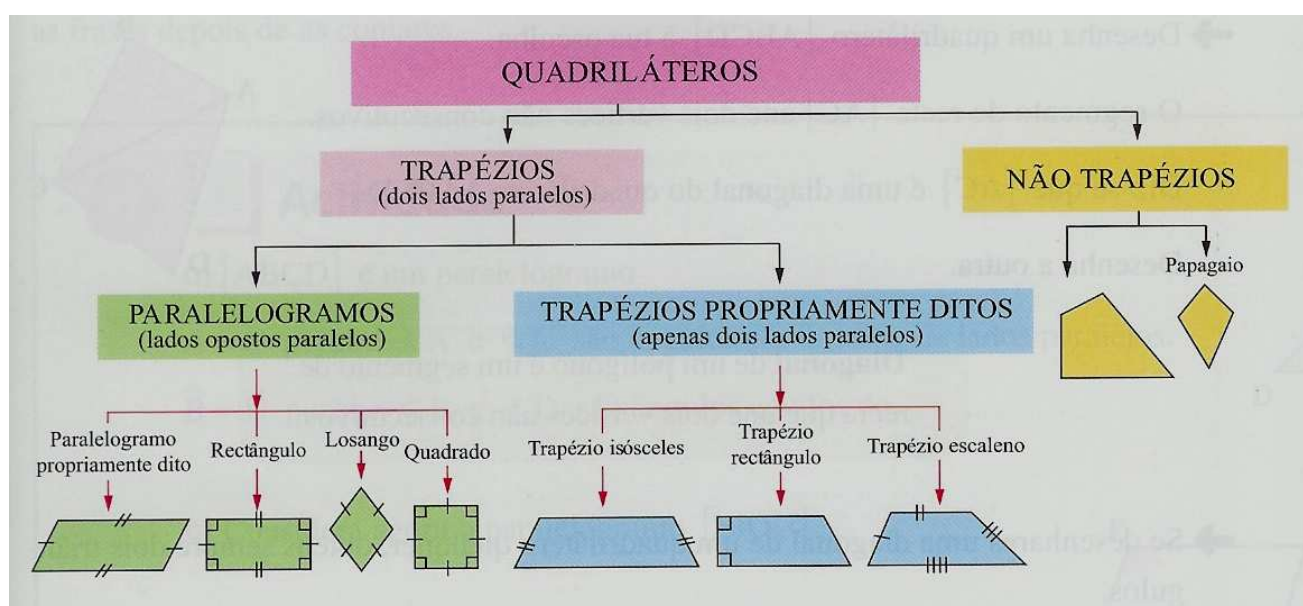 QUADRILÁTEROS
TRAPÉZIOS
(dois lados paralelos)
NÃO TRAPÉZIOS
PARALELOGRAMOS
(lados opostos paralelos)
TRAPÉZIOS PROPRIAMENTE DITOS
(apenas dois lados paralelos)
Papagaio
Paralelogramo
propriamente dito
Rectângulo
Losango
Quadrado
Trapézio isósceles
Trapézio
rectângulo
Trapézio escaleno